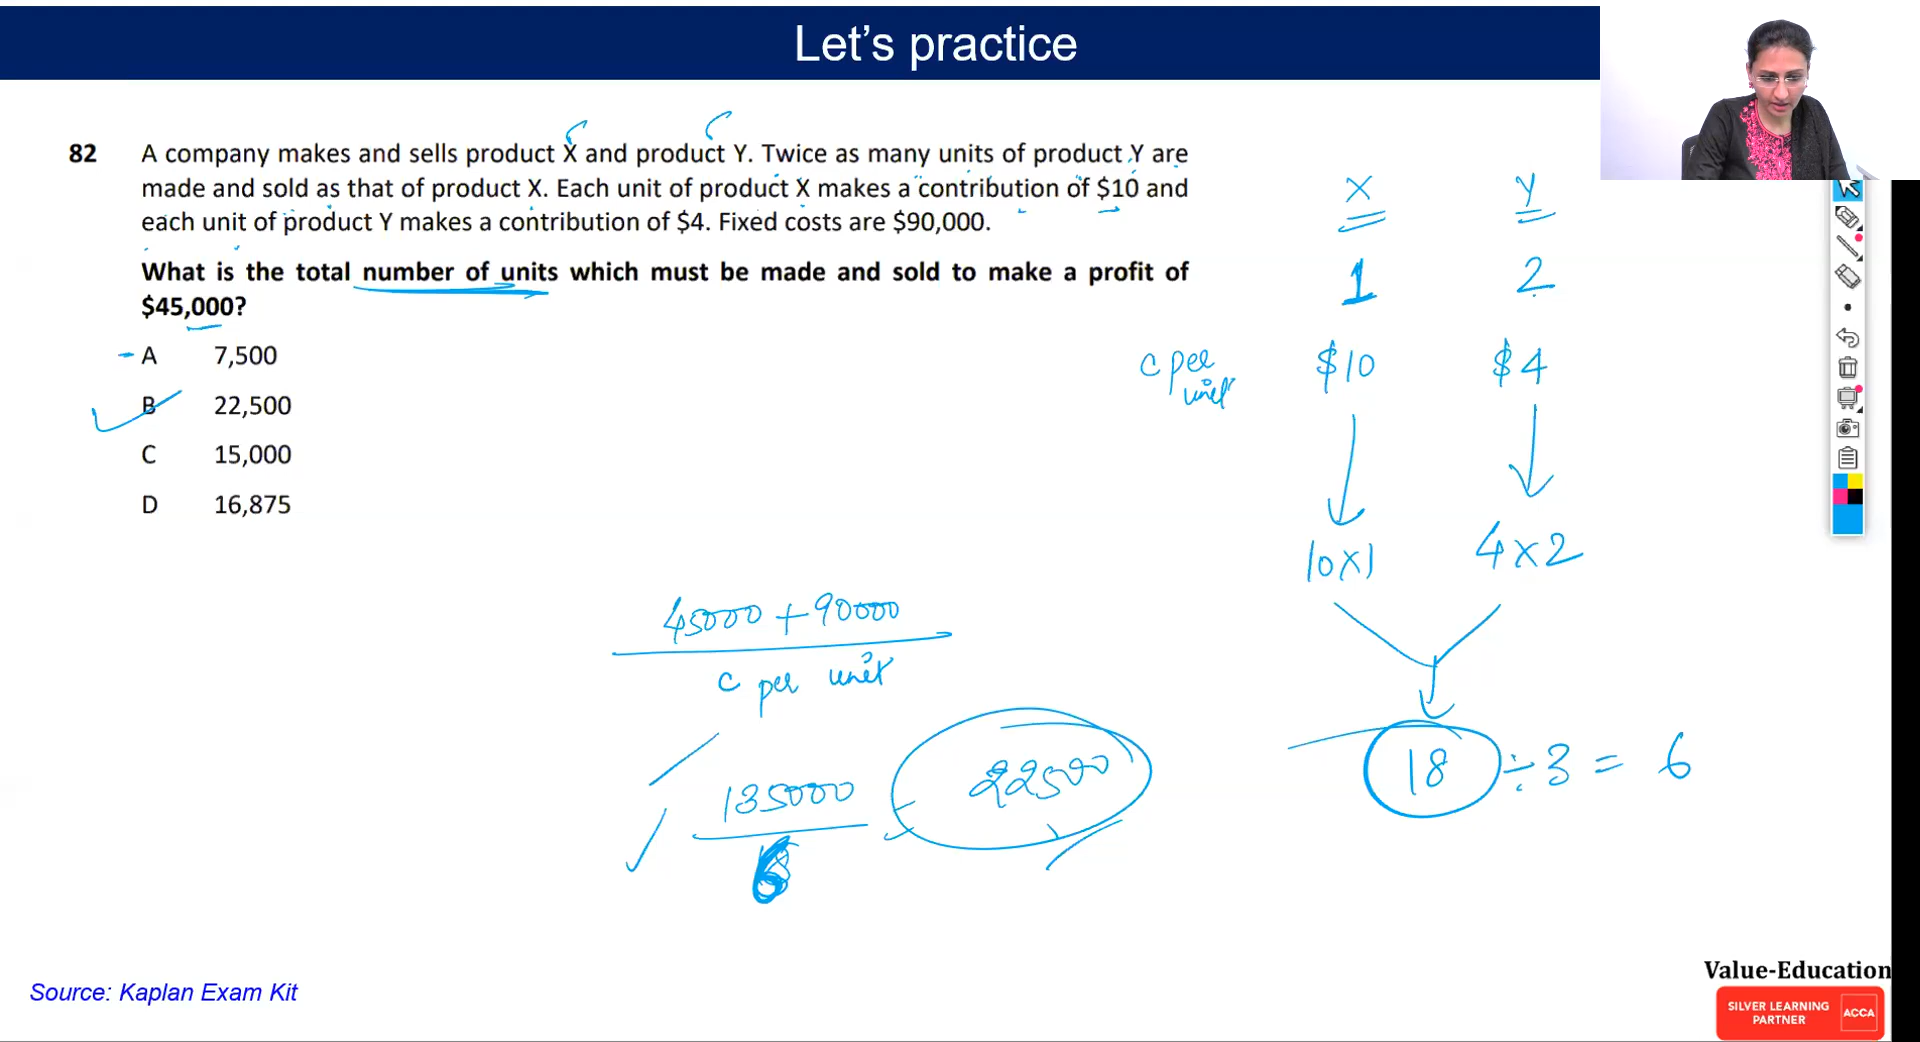 Let's practice
82 A company makes and sells product X and product Y. Twice as many units of product Y are
made and sold as that of product X. Each unit of product X makes a contribution of $10 and
each unit of product Y makes a contribution of $4. Fixed costs are $90,000.
What is the total number of units which must be made and sold to make a profit of
$45,000?
A 7,500
B 22,500
C 15,000
D 16,875
X Y
1 2
c per unit $10 $4
10x1 4x2
18 ÷ 3 = 6
45000 + 90000
c per unit
135000
6
= 22500
Source: Kaplan Exam Kit
Value-Education
SILVER LEARNING
PARTNER
ACCA